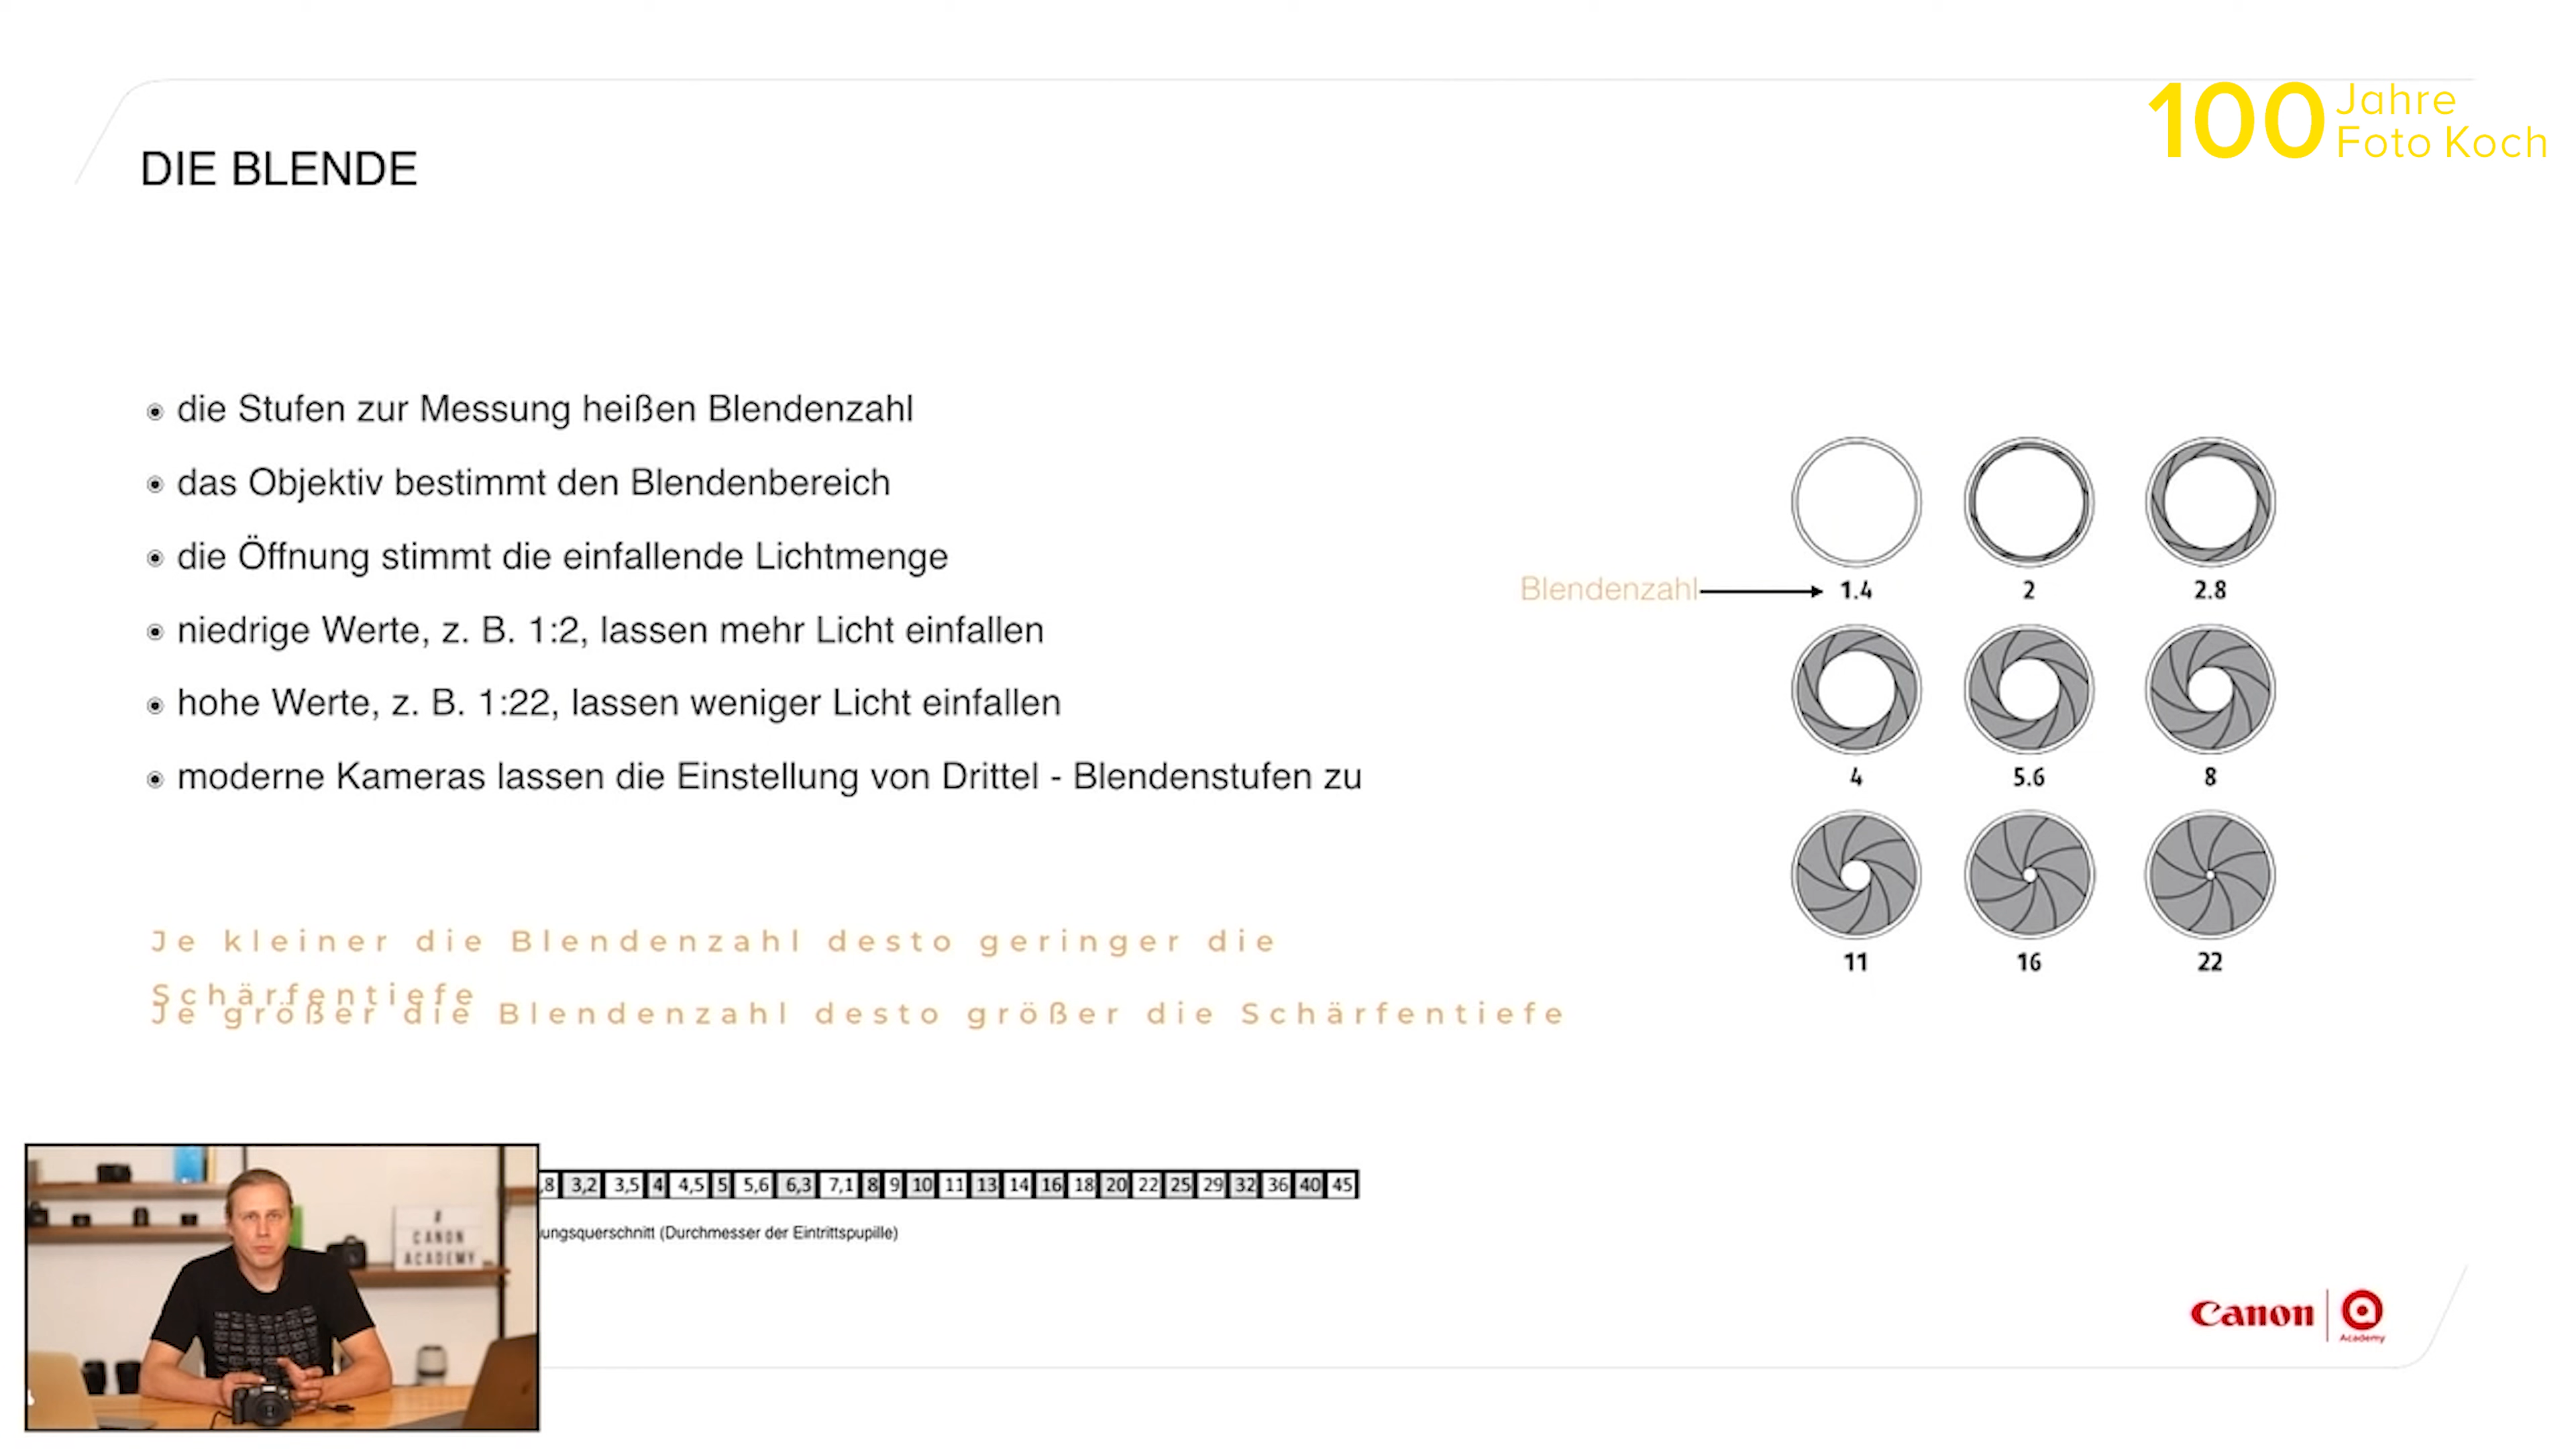 100 Jahre
Foto Koch
DIE BLENDE
die Stufen zur Messung heißen Blendenzahl
das Objektiv bestimmt den Blendenbereich
die Öffnung stimmt die einfallende Lichtmenge
niedrige Werte, z. B. 1:2, lassen mehr Licht einfallen
hohe Werte, z. B. 1:22, lassen weniger Licht einfallen
moderne Kameras lassen die Einstellung von Drittel - Blendenstufen zu
Blendenzahl
1.4 2 2.8
4 5.6 8
11 16 22
Je kleiner die Blendenzahl desto geringer die
Schärfentiefe
Je größer die Blendenzahl desto größer die Schärfentiefe
,8 3,2 3,5 4 4,5 5 5,6 6,3 7,1 8 9 10 11 13 14 16 18 20 22 25 29 32 36 40 45
ungsquerschnitt (Durchmesser der Eintrittspupille)
#
CANON
ACADEMY
Canon
Academy